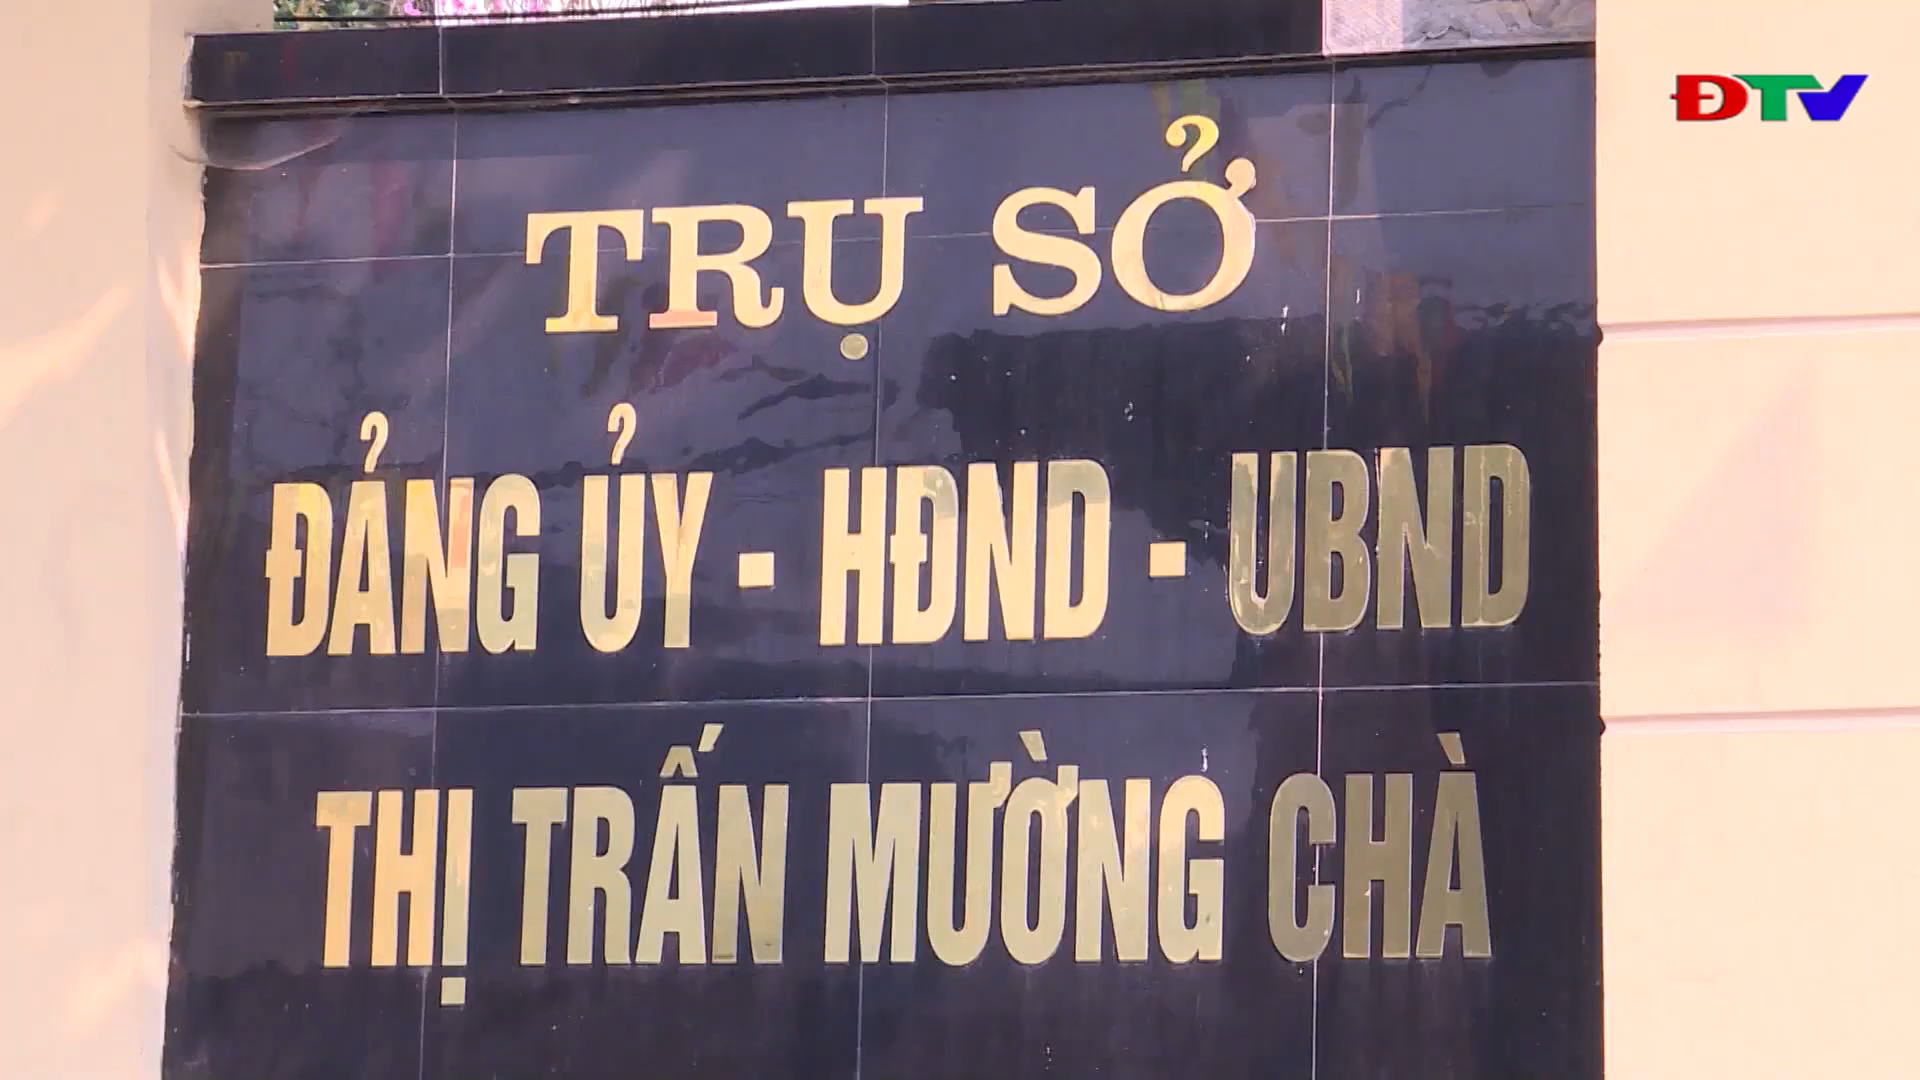 ĐTV
TRỤ SỞ
ĐẢNG ỦY - HĐND - UBND
THỊ TRẤN MƯỜNG CHÀ